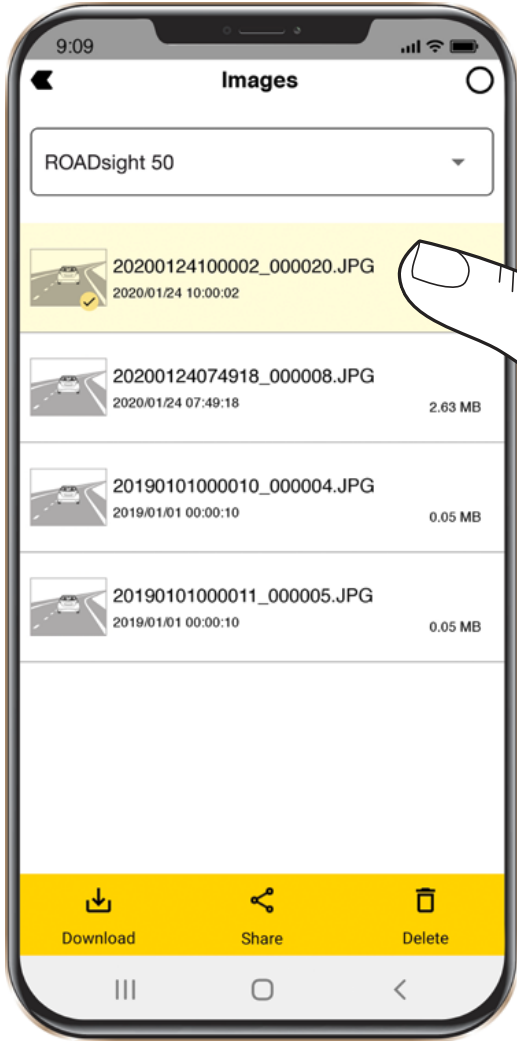 9:09
Images
ROADsight 50
20200124100002_000020.JPG
2020/01/24 10:00:02
20200124074918_000008.JPG
2020/01/24 07:49:18
2.63 MB
20190101000010_000004.JPG
2019/01/01 00:00:10
0.05 MB
20190101000011_000005.JPG
2019/01/01 00:00:10
0.05 MB
Download Share Delete